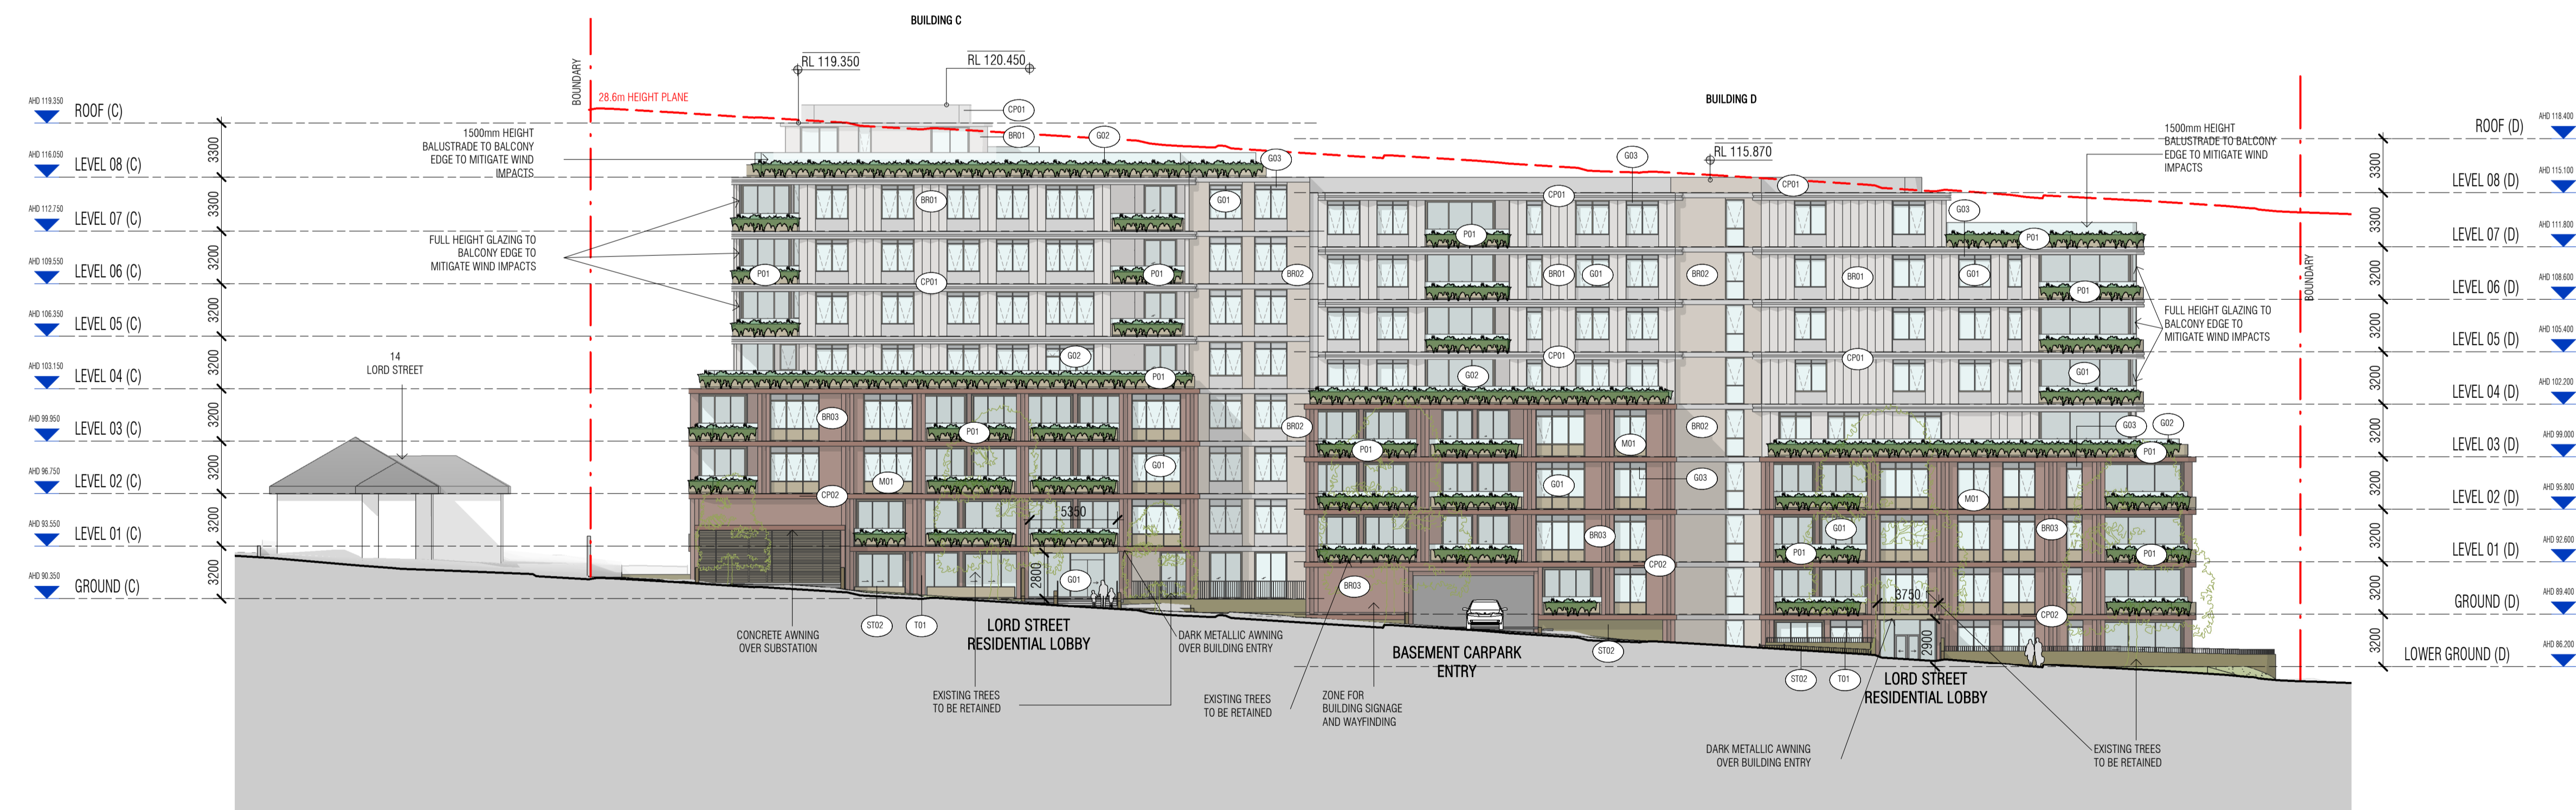 BUILDING C
BUILDING D
BOUNDARY
28.6m HEIGHT PLANE
RL 119.350
RL 120.450
RL 115.870
AHD 119.350
ROOF (C)
3300
AHD 116.050
LEVEL 08 (C)
3300
AHD 112.750
LEVEL 07 (C)
3200
AHD 109.550
LEVEL 06 (C)
3200
AHD 106.350
LEVEL 05 (C)
3200
AHD 103.150
LEVEL 04 (C)
3200
AHD 99.950
LEVEL 03 (C)
3200
AHD 96.750
LEVEL 02 (C)
3200
AHD 93.550
LEVEL 01 (C)
3200
AHD 90.350
GROUND (C)
1500mm HEIGHT
BALUSTRADE TO BALCONY
EDGE TO MITIGATE WIND
IMPACTS
FULL HEIGHT GLAZING TO
BALCONY EDGE TO
MITIGATE WIND IMPACTS
14
LORD STREET
CP01
BR01
G02
G03
BR01
G01
P01
P01
BR02
CP01
G02
P01
BR03
P01
BR02
G01
M01
CP02
5350
2800
G01
ST02
T01
CONCRETE AWNING
OVER SUBSTATION
LORD STREET
RESIDENTIAL LOBBY
DARK METALLIC AWNING
OVER BUILDING ENTRY
EXISTING TREES
TO BE RETAINED
EXISTING TREES
TO BE RETAINED
ZONE FOR
BUILDING SIGNAGE
AND WAYFINDING
BASEMENT CARPARK
ENTRY
G03
CP01
CP01
G03
P01
P01
BR01
G01
BR02
BR01
G01
P01
CP01
CP01
G02
G01
P01
M01
BR02
G03
G02
P01
G01
G03
M01
BR03
G01
BR03
P01
P01
CP02
BR03
3750
CP02
2900
ST02
ST02
T01
LORD STREET
RESIDENTIAL LOBBY
DARK METALLIC AWNING
OVER BUILDING ENTRY
EXISTING TREES
TO BE RETAINED
1500mm HEIGHT
BALUSTRADE TO BALCONY
EDGE TO MITIGATE WIND
IMPACTS
FULL HEIGHT GLAZING TO
BALCONY EDGE TO
MITIGATE WIND IMPACTS
BOUNDARY
ROOF (D)
AHD 118.400
3300
LEVEL 08 (D)
AHD 115.100
3300
LEVEL 07 (D)
AHD 111.800
3200
LEVEL 06 (D)
AHD 108.600
3200
LEVEL 05 (D)
AHD 105.400
3200
LEVEL 04 (D)
AHD 102.200
3200
LEVEL 03 (D)
AHD 99.000
3200
LEVEL 02 (D)
AHD 95.800
3200
LEVEL 01 (D)
AHD 92.600
3200
GROUND (D)
AHD 89.400
3200
LOWER GROUND (D)
AHD 86.200